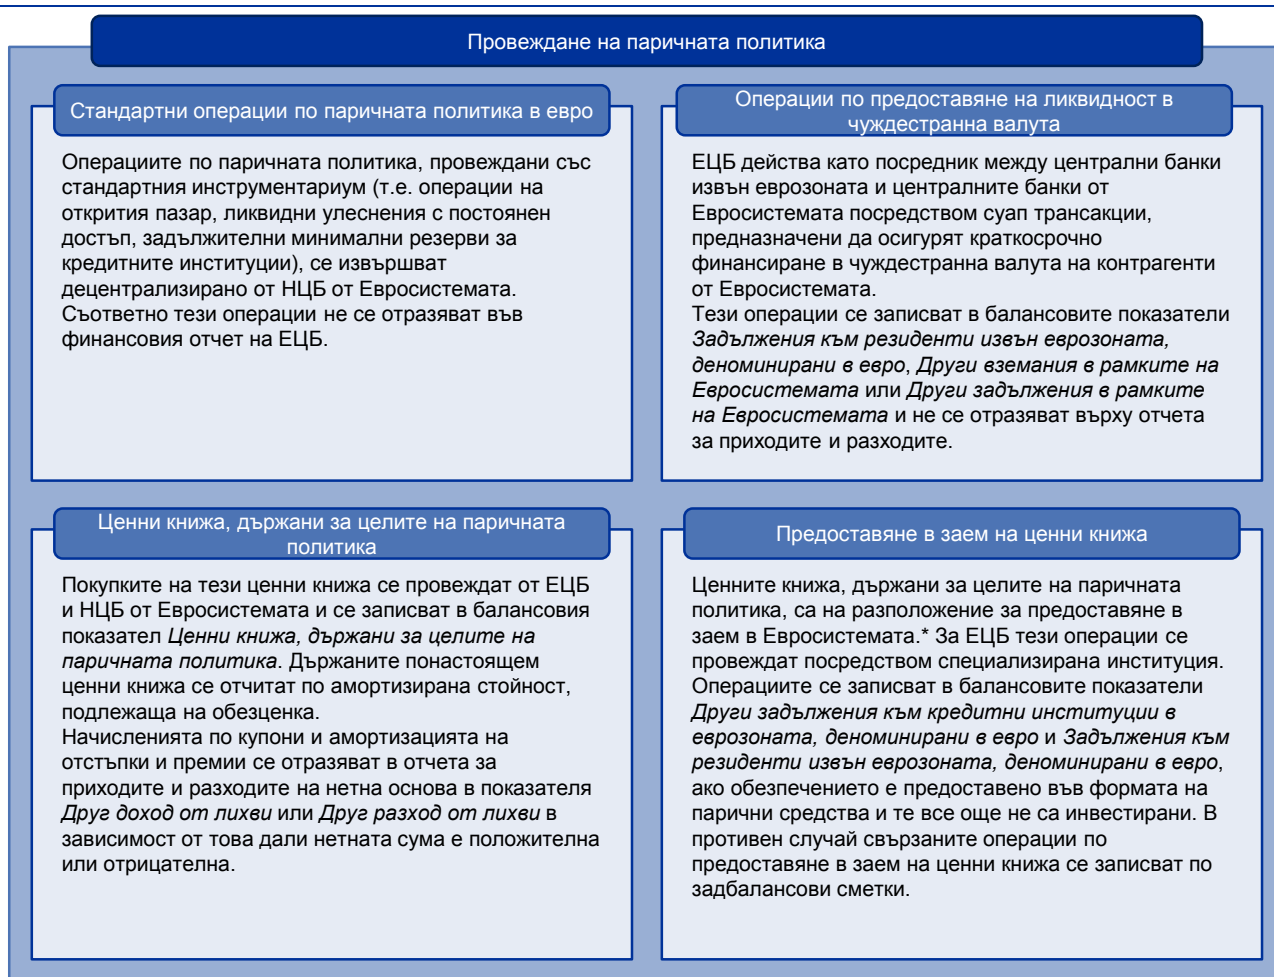 Провеждане на паричната политика
Стандартни операции по паричната политика в евро
Операциите по паричната политика, провеждани със
стандартния инструментариум (т.е. операции на
открития пазар, ликвидни улеснения с постоянен
достъп, задължителни минимални резерви за
кредитните институции), се извършват
децентрализирано от НЦБ от Евросистемата.
Съответно тези операции не се отразяват във
финансовия отчет на ЕЦБ.
Операции по предоставяне на ликвидност в
чуждестранна валута
ЕЦБ действа като посредник между централни банки
извън еврозоната и централните банки от
Евросистемата посредством суап трансакции,
предназначени да осигурят краткосрочно
финансиране в чуждестранна валута на контрагенти
от Евросистемата.
Тези операции се записват в балансовите показатели
Задължения към резиденти извън еврозоната,
деноминирани в евро, Други вземания в рамките на
Евросистемата или Други задължения в рамките
на Евросистемата и не се отразяват върху отчета
за приходите и разходите.
Ценни книжа, държани за целите на паричната
политика
Покупките на тези ценни книжа се провеждат от ЕЦБ
и НЦБ от Евросистемата и се записват в балансовия
показател Ценни книжа, държани за целите на
паричната политика. Държаните понастоящем
ценни книжа се отчитат по амортизирана стойност,
подлежаща на обезценка.
Начисленията по купони и амортизацията на
отстъпки и премии се отразяват в отчета за
приходите и разходите на нетна основа в показателя
Друг доход от лихви или Друг разход от лихви в
зависимост от това дали нетната сума е положителна
или отрицателна.
Предоставяне в заем на ценни книжа
Ценните книжа, държани за целите на паричната
политика, са на разположение за предоставяне в
заем в Евросистемата.* За ЕЦБ тези операции се
провеждат посредством специализирана институция.
Операциите се записват в балансовите показатели
Други задължения към кредитни институции в
еврозоната, деноминирани в евро и Задължения към
резиденти извън еврозоната, деноминирани в евро,
ако обезпечението е предоставено във формата на
парични средства и те все още не са инвестирани. В
противен случай свързаните операции по
предоставяне в заем на ценни книжа се записват по
задбалансови сметки.